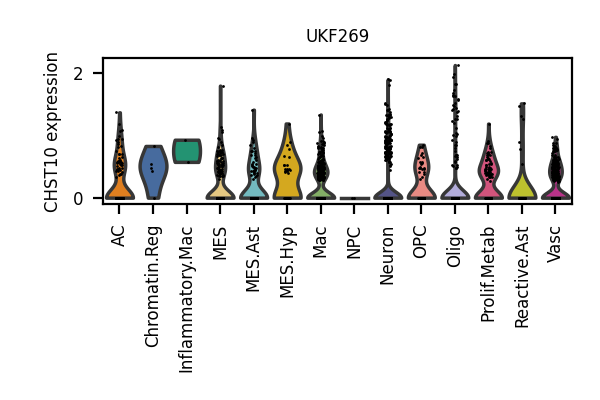 UKF269
CHST10 expression
2
0
AC
Chromatin.Reg
Inflammatory.Mac
MES
MES.Ast
MES.Hyp
Mac
NPC
Neuron
OPC
Oligo
Prolif.Metab
Reactive.Ast
Vasc